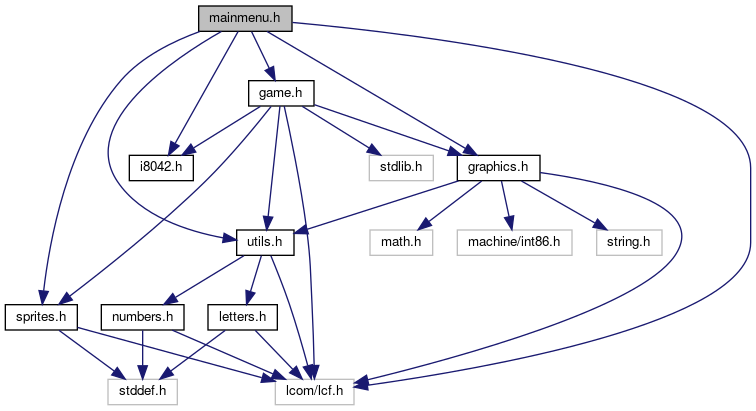 mainmenu.h
game.h
i8042.h
stdlib.h
graphics.h
utils.h
math.h
machine/int86.h
string.h
sprites.h
numbers.h
letters.h
stddef.h
lcom/lcf.h